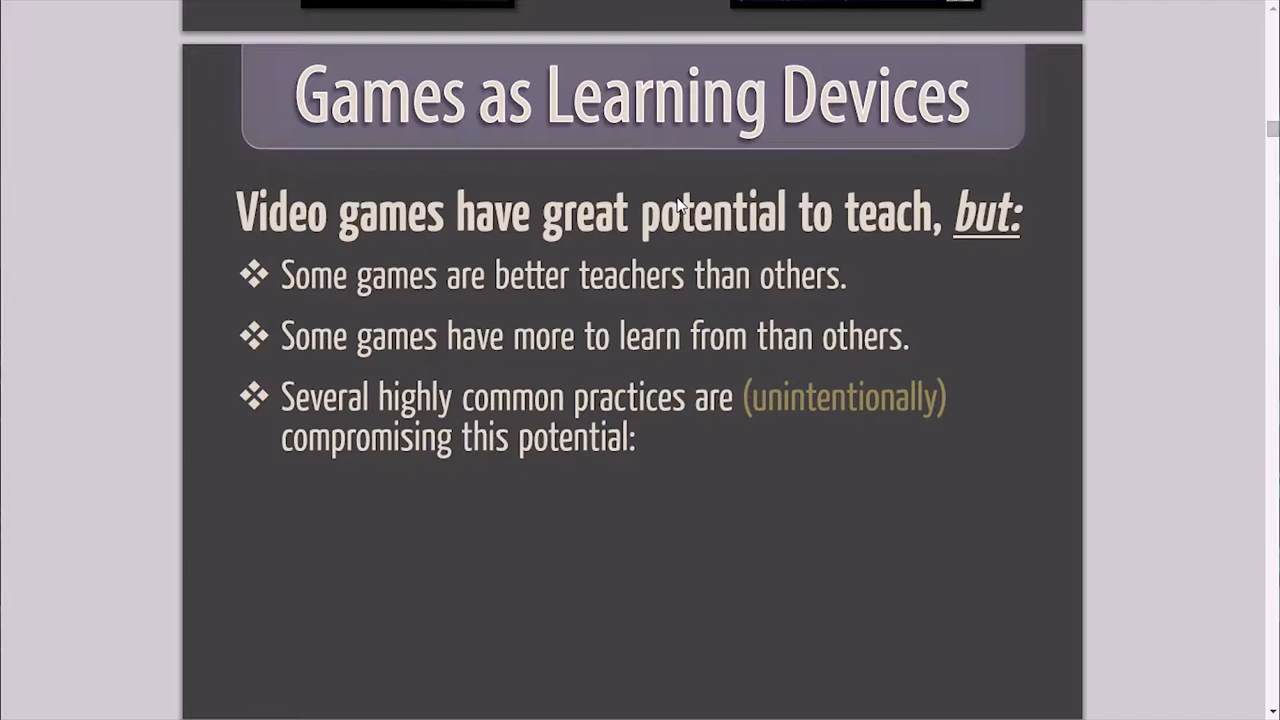 Games as Learning Devices
Video games have great potential to teach, but:
❖ Some games are better teachers than others.
❖ Some games have more to learn from than others.
❖ Several highly common practices are (unintentionally)
compromising this potential: